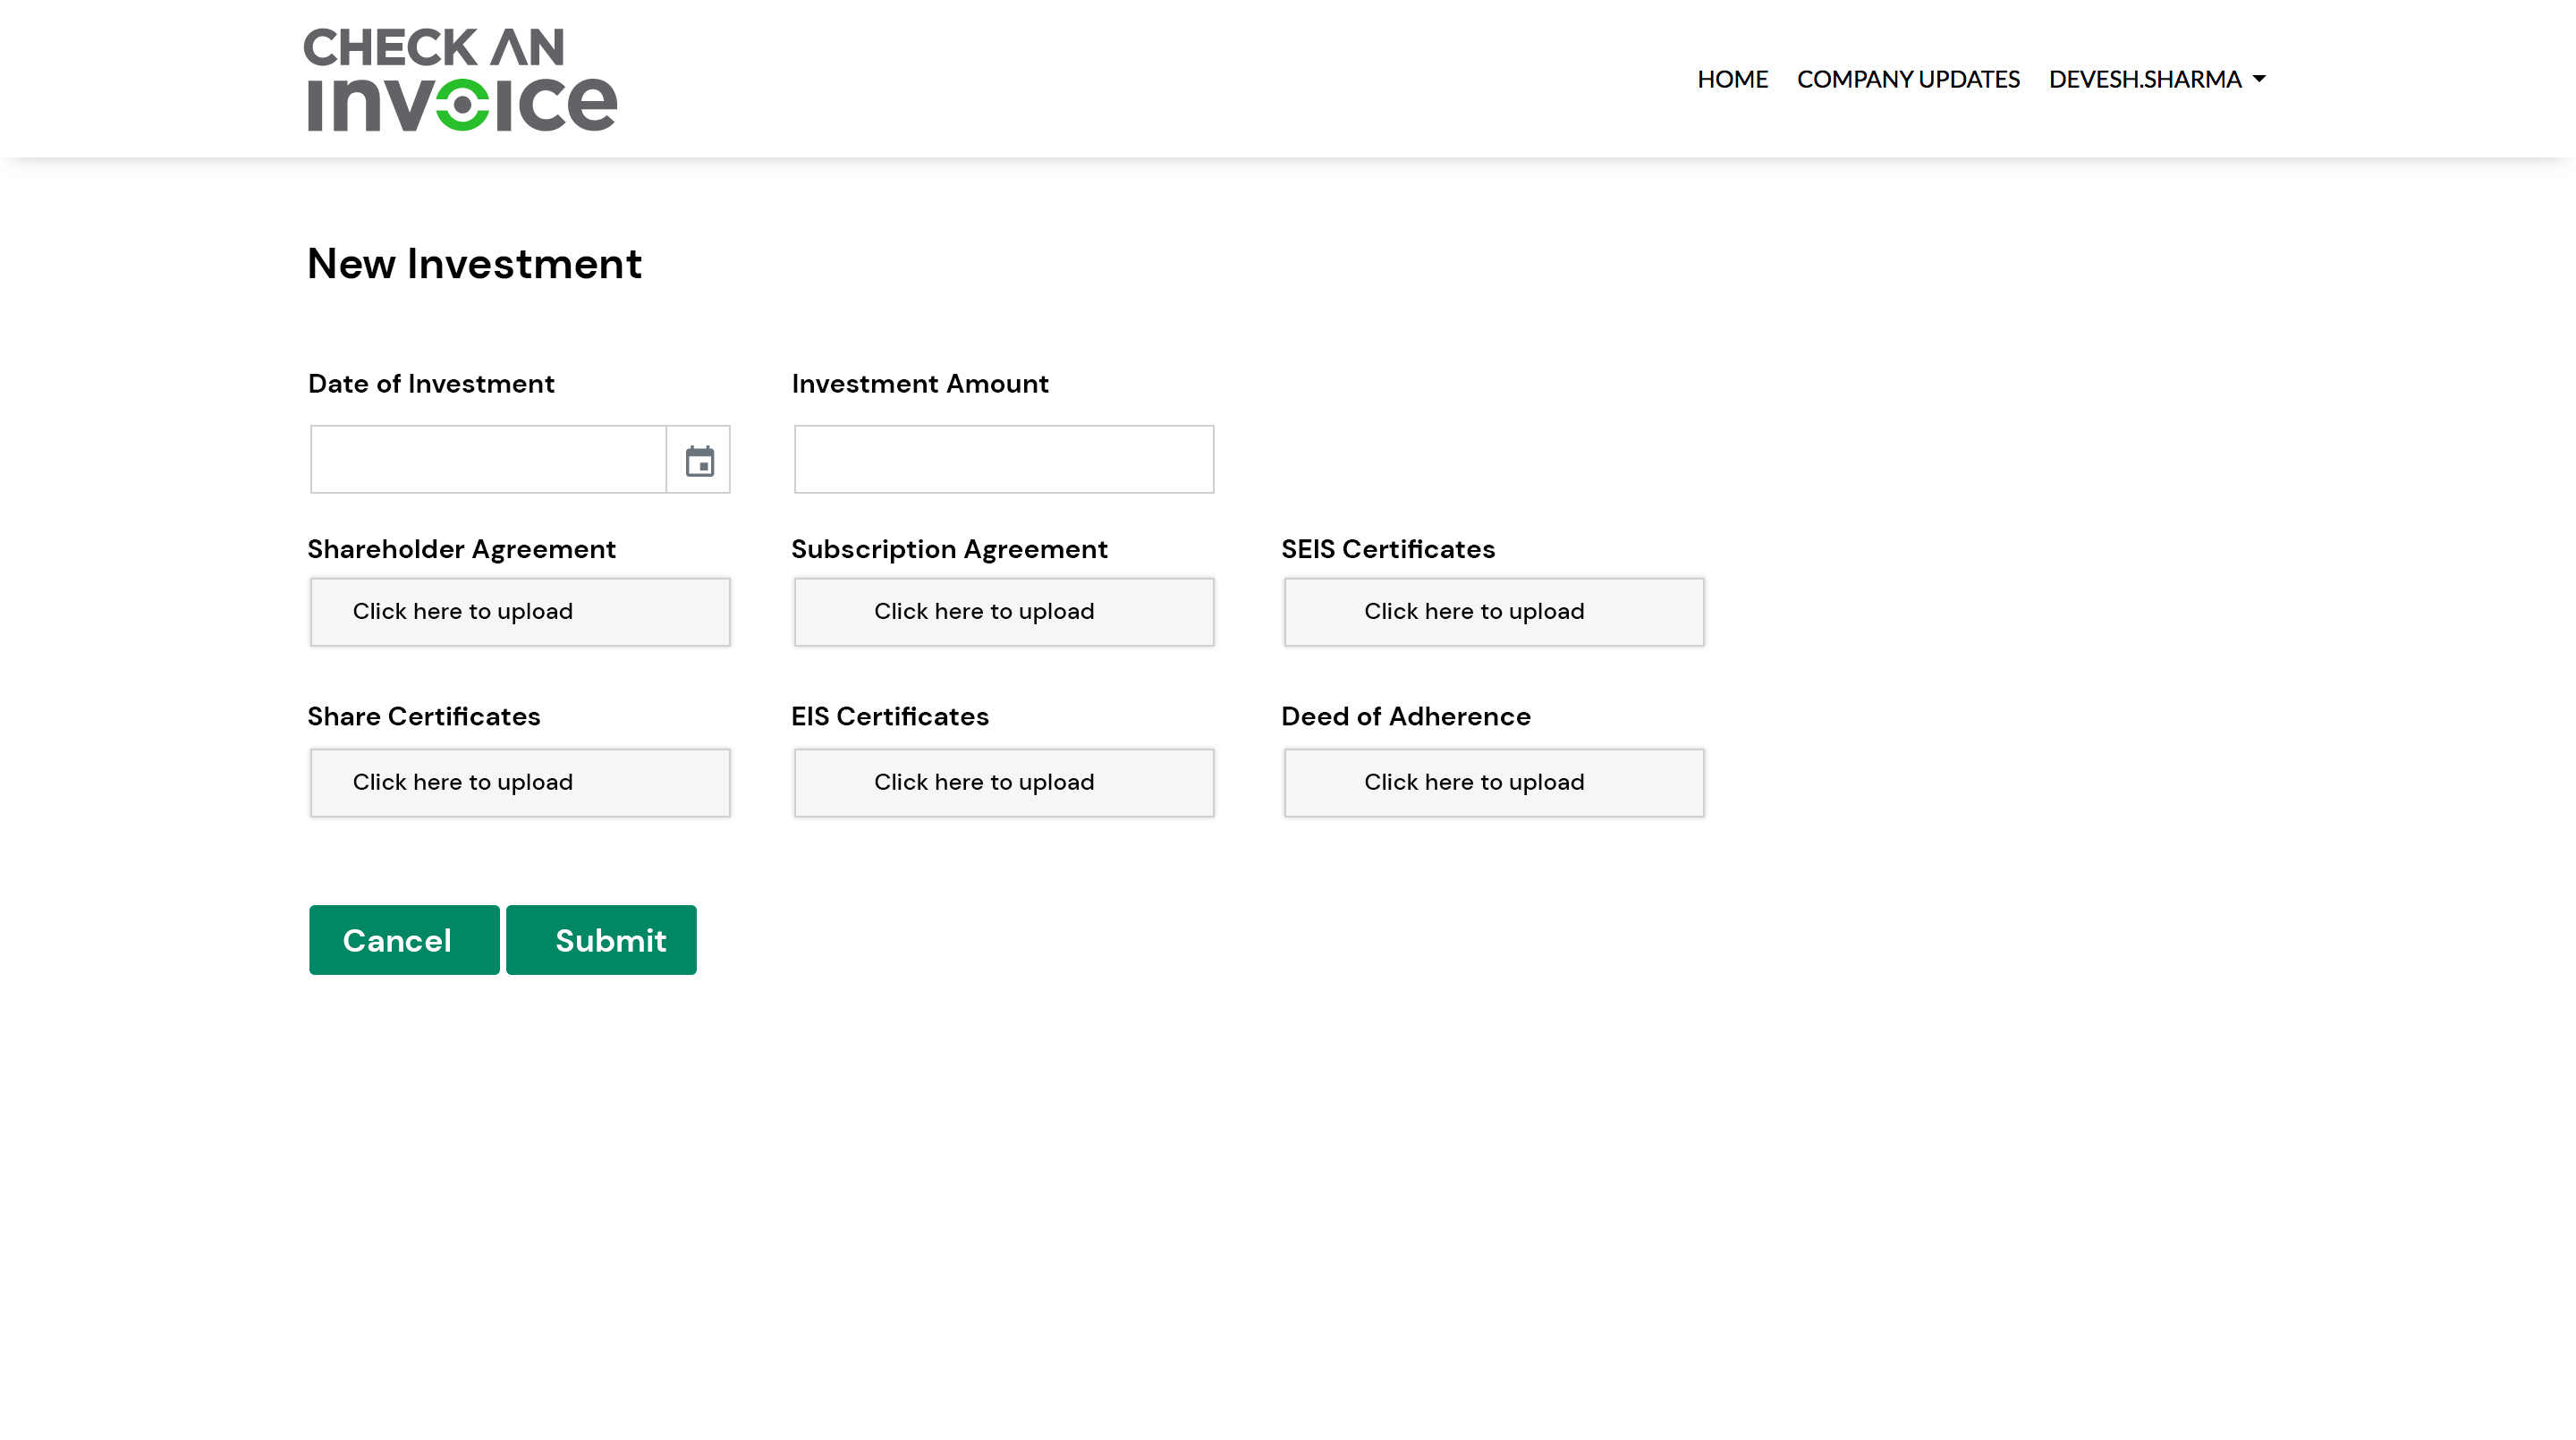 CHECK AN
invoice
HOME COMPANY UPDATES DEVESH.SHARMA
New Investment
Date of Investment Investment Amount
Shareholder Agreement Subscription Agreement SEIS Certificates
Click here to upload Click here to upload Click here to upload
Share Certificates EIS Certificates Deed of Adherence
Click here to upload Click here to upload Click here to upload
Cancel Submit